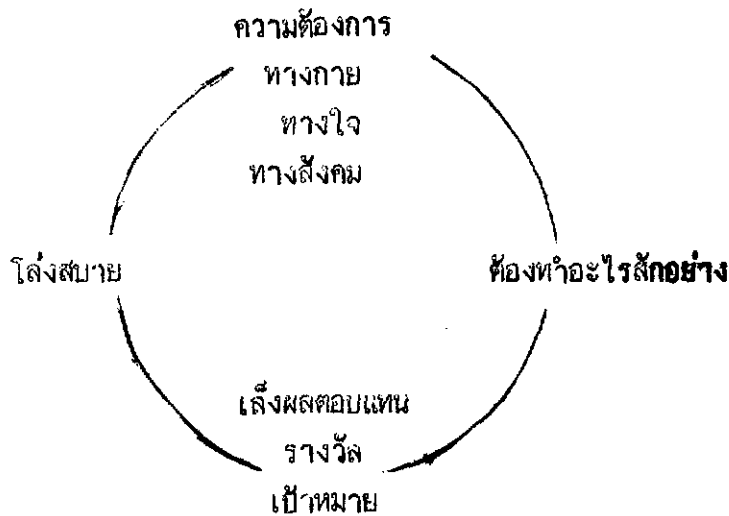 ความต้องการ
ทางกาย
ทางใจ
ทางสังคม
โล่งสบาย
ต้องทำอะไรสักอย่าง
เล็งผลตอบแทน
รางวัล
เป้าหมาย